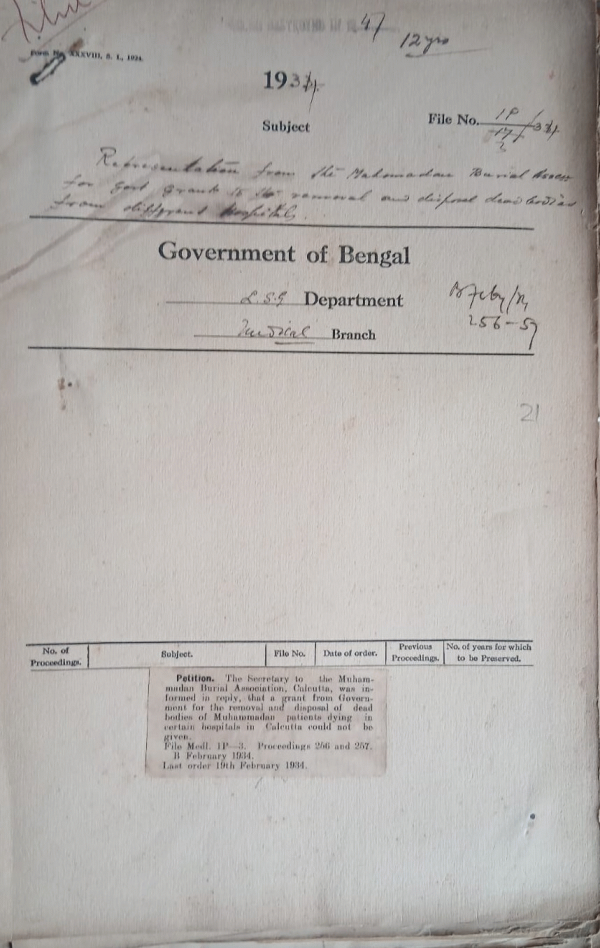 47
12 yrs
Form No. XXXVIII, S. I., 1924.
1934
Subject
File No. 1P/34
17/3
Representation from the Mahomadan Burial Assocn
for Govt grants to the removal and disposal dead bodies
from different hospitals.
Government of Bengal
L.S.G Department
Medical Branch
B Feby/34
256-57
21
No. of Proceedings.
Subject.
File No.
Date of order.
Previous Proceedings.
No. of years for which to be Preserved.
Petition. The Secretary to the Muham-
madan Burial Association, Calcutta, was in-
formed in reply, that a grant from Govern-
ment for the removal and disposal of dead
bodies of Muhammadan patients dying in
certain hospitals in Calcutta could not be
given.
File Medl. 1P—3. Proceedings 256 and 257.
B February 1934.
Last order 19th February 1934.